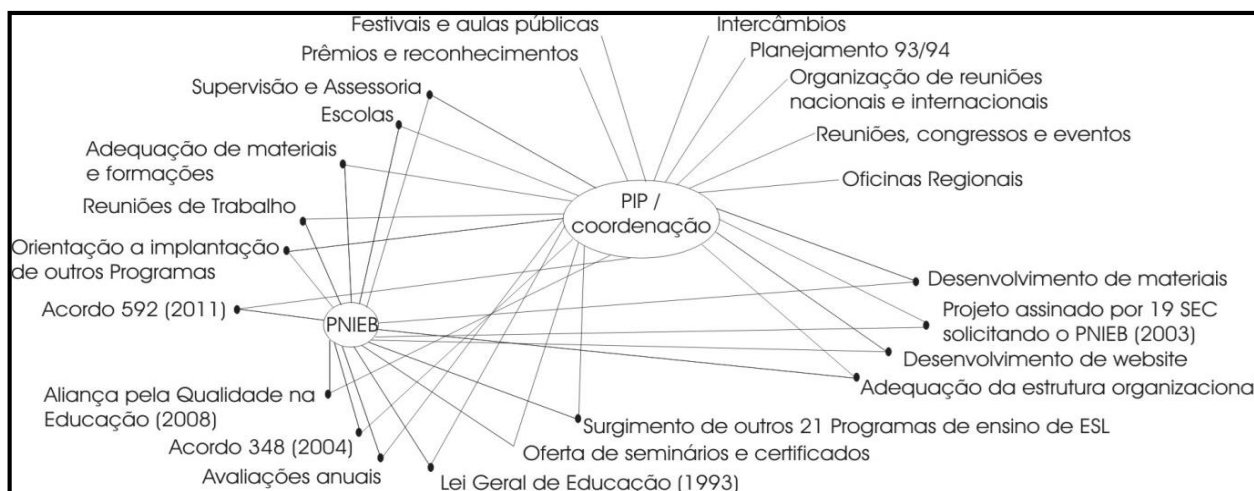 Festivais e aulas públicas
Intercâmbios
Prêmios e reconhecimentos
Planejamento 93/94
Supervisão e Assessoria
Organização de reuniões
nacionais e internacionais
Escolas
Reuniões, congressos e eventos
Adequação de materiais
e formações
Oficinas Regionais
Reuniões de Trabalho
PIP /
coordenação
Orientação a implantação
de outros Programas
Desenvolvimento de materiais
Acordo 592 (2011)
PNIEB
Projeto assinado por 19 SEC
solicitando o PNIEB (2003)
Desenvolvimento de website
Adequação da estrutura organizaciona
Aliança pela Qualidade na
Educação (2008)
Surgimento de outros 21 Programas de ensino de ESL
Acordo 348 (2004)
Oferta de seminários e certificados
Avaliações anuais
Lei Geral de Educação (1993)